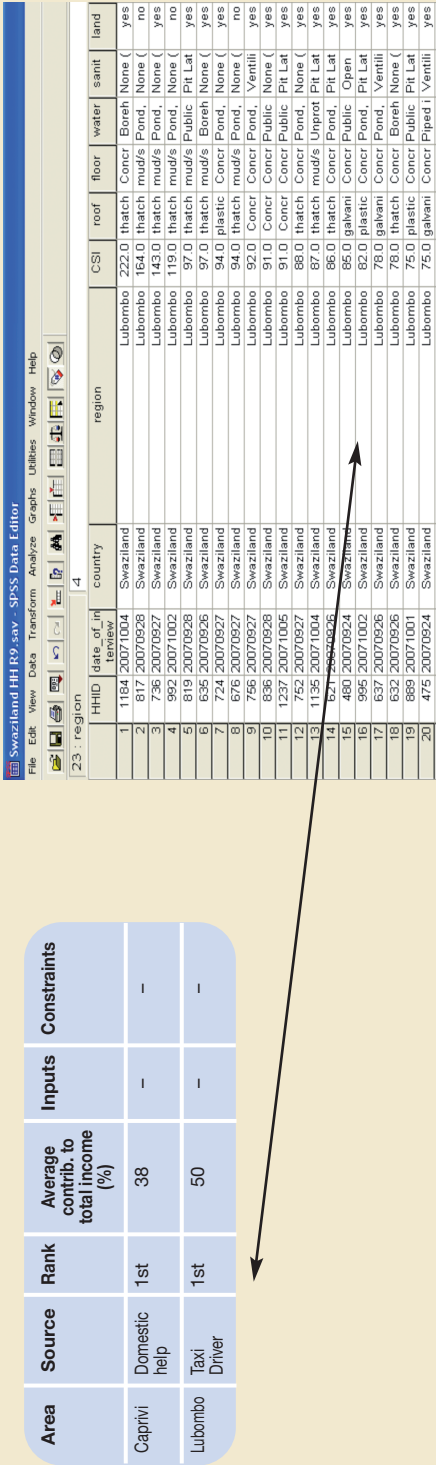 Area Source Rank Average contrib. to total income (%) Inputs Constraints
Caprivi Domestic help 1st 38 – –
Lubombo Taxi Driver 1st 50 – –
Swaziland HH R9.sav - SPSS Data Editor
File Edit View Data Transform Analyze Graphs Utilities Window Help
23 : region 4
HHID date_of_interview country region CSI roof floor water sanit land
1 1184 20071004 Swaziland Lubombo 222.0 thatch Concr Boreh None ( yes
2 817 20070928 Swaziland Lubombo 164.0 thatch mud/s Pond, None ( no
3 736 20070927 Swaziland Lubombo 143.0 thatch mud/s Pond, None ( yes
4 992 20071002 Swaziland Lubombo 119.0 thatch mud/s Pond, None ( no
5 819 20070928 Swaziland Lubombo 97.0 thatch mud/s Public Pit Lat yes
6 635 20070926 Swaziland Lubombo 97.0 thatch mud/s Boreh None ( yes
7 724 20070927 Swaziland Lubombo 94.0 plastic Concr Pond, None ( yes
8 676 20070927 Swaziland Lubombo 94.0 thatch mud/s Pond, None ( no
9 756 20070927 Swaziland Lubombo 92.0 Concr Concr Pond, Ventili yes
10 836 20070928 Swaziland Lubombo 91.0 Concr Concr Public None ( yes
11 1237 20071005 Swaziland Lubombo 91.0 Concr Concr Public Pit Lat yes
12 752 20070927 Swaziland Lubombo 88.0 thatch Concr Pond, None ( yes
13 1135 20071004 Swaziland Lubombo 87.0 thatch mud/s Unprot Pit Lat yes
14 621 20070926 Swaziland Lubombo 86.0 thatch Concr Pond, Pit Lat yes
15 480 20070924 Swaziland Lubombo 85.0 galvani Concr Public Open yes
16 995 20071002 Swaziland Lubombo 82.0 plastic Concr Pond, Pit Lat yes
17 637 20070926 Swaziland Lubombo 78.0 galvani Concr Pond, Ventili yes
18 632 20070926 Swaziland Lubombo 78.0 thatch Concr Boreh None ( yes
19 889 20071001 Swaziland Lubombo 75.0 plastic Concr Public Pit Lat yes
20 475 20070924 Swaziland Lubombo 75.0 galvani Concr Piped i Ventili yes